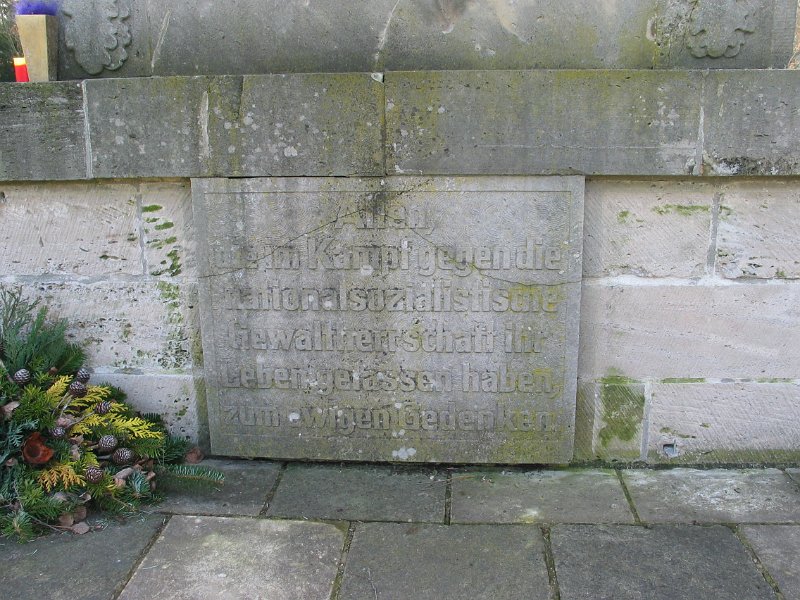 Allen,
die im Kampf gegen die
nationalsozialistische
Gewaltherrschaft ihr
Leben gelassen haben,
zum ewigen Gedenken.